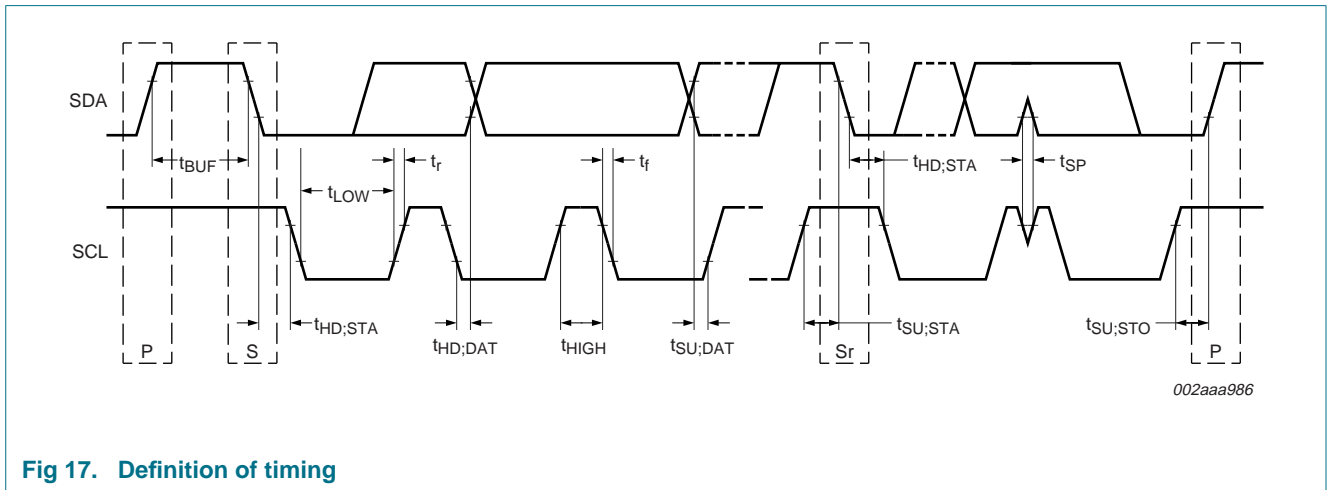 SDA
t_BUF
t_LOW
t_r
t_f
t_HD;STA
t_SP
SCL
t_HD;STA
t_HD;DAT
t_HIGH
t_SU;DAT
t_SU;STA
t_SU;STO
P
S
Sr
P
002aaa986
Fig 17. Definition of timing